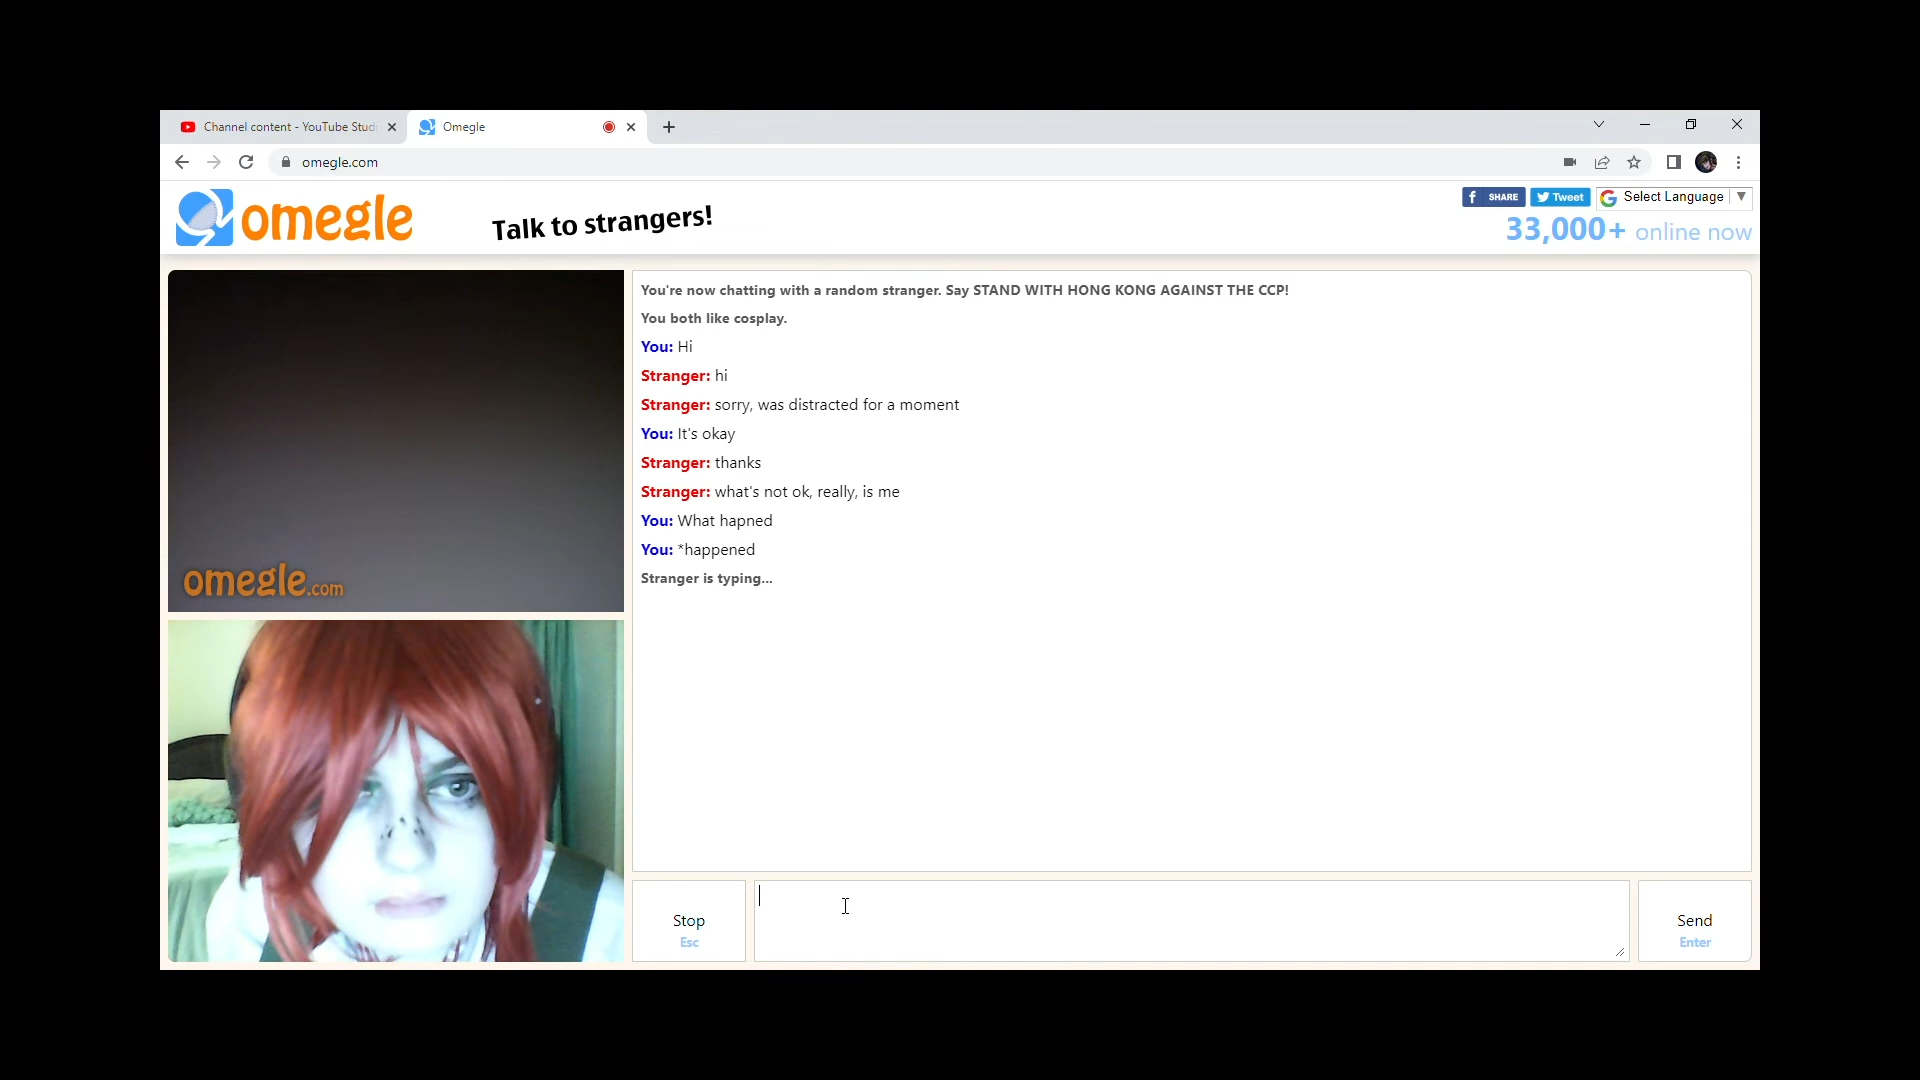 Channel content - YouTube Stud
Omegle
omegle.com
omegle
Talk to strangers!
SHARE
Tweet
Select Language
33,000+ online now
You're now chatting with a random stranger. Say STAND WITH HONG KONG AGAINST THE CCP!
You both like cosplay.
You: Hi
Stranger: hi
Stranger: sorry, was distracted for a moment
You: It's okay
Stranger: thanks
Stranger: what's not ok, really, is me
You: What hapned
You: *happened
Stranger is typing...
omegle.com
Stop
Esc
Send
Enter